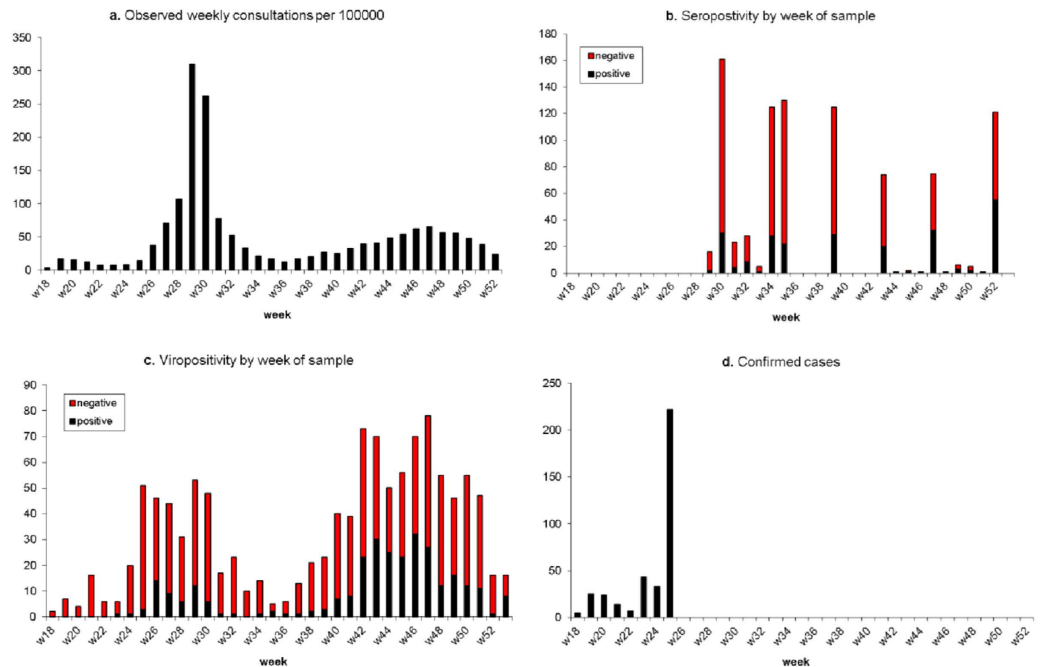 a. Observed weekly consultations per 100000
350
300
250
200
150
100
50
0
w18
w20
w22
w24
w26
w28
w30
w32
w34
w36
w38
w40
w42
w44
w46
w48
w50
w52
week
b. Seropostivity by week of sample
180
160
140
120
100
80
60
40
20
0
negative
positive
w18
w20
w22
w24
w26
w28
w30
w32
w34
w36
w38
w40
w42
w44
w46
w48
w50
w52
week
c. Viropositivity by week of sample
90
80
70
60
50
40
30
20
10
0
negative
positive
w18
w20
w22
w24
w26
w28
w30
w32
w34
w36
w38
w40
w42
w44
w46
w48
w50
w52
week
d. Confirmed cases
250
200
150
100
50
0
w18
w20
w22
w24
w26
w28
w30
w32
w34
w36
w38
w40
w42
w44
w46
w48
w50
w52
week